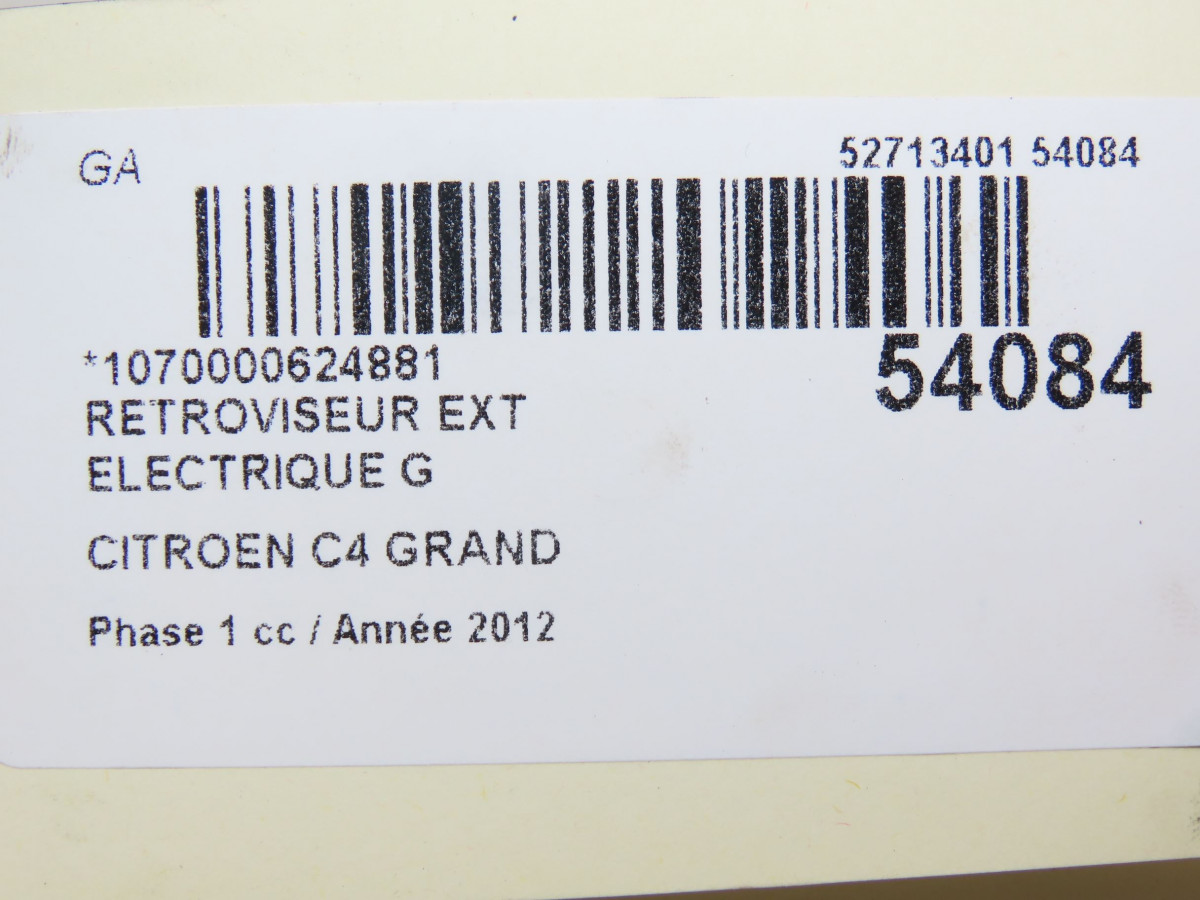 GA
52713401 54084
*1070000624881
54084
RETROVISEUR EXT
ELECTRIQUE G
CITROEN C4 GRAND
Phase 1 cc / Année 2012